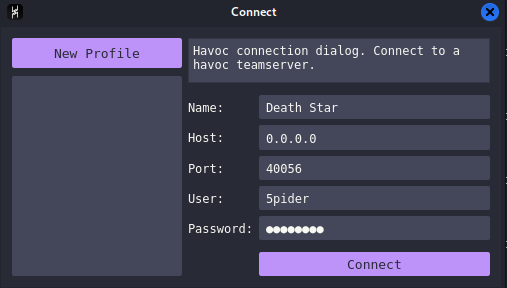 Connect
New Profile
Havoc connection dialog. Connect to a
havoc teamserver.
Name: Death Star
Host: 0.0.0.0
Port: 40056
User: 5pider
Password: ●●●●●●●●
Connect